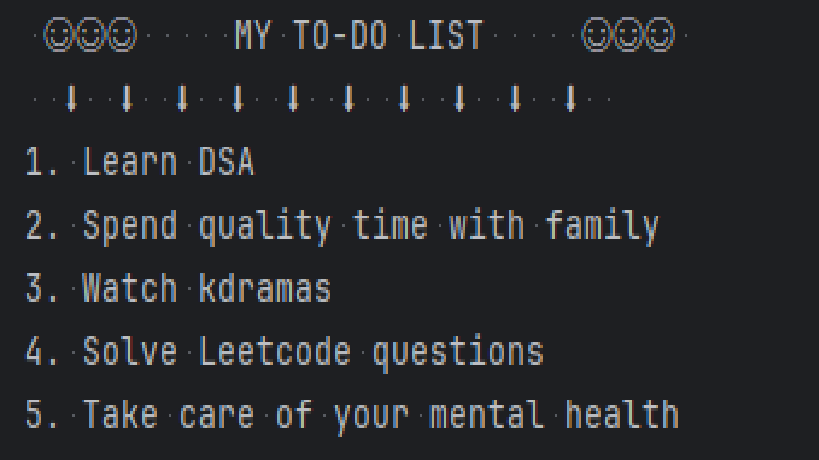 ☺☺☺ MY TO-DO LIST ☺☺☺
⬇ ⬇ ⬇ ⬇ ⬇ ⬇ ⬇ ⬇ ⬇ ⬇
1. Learn DSA
2. Spend quality time with family
3. Watch kdramas
4. Solve Leetcode questions
5. Take care of your mental health